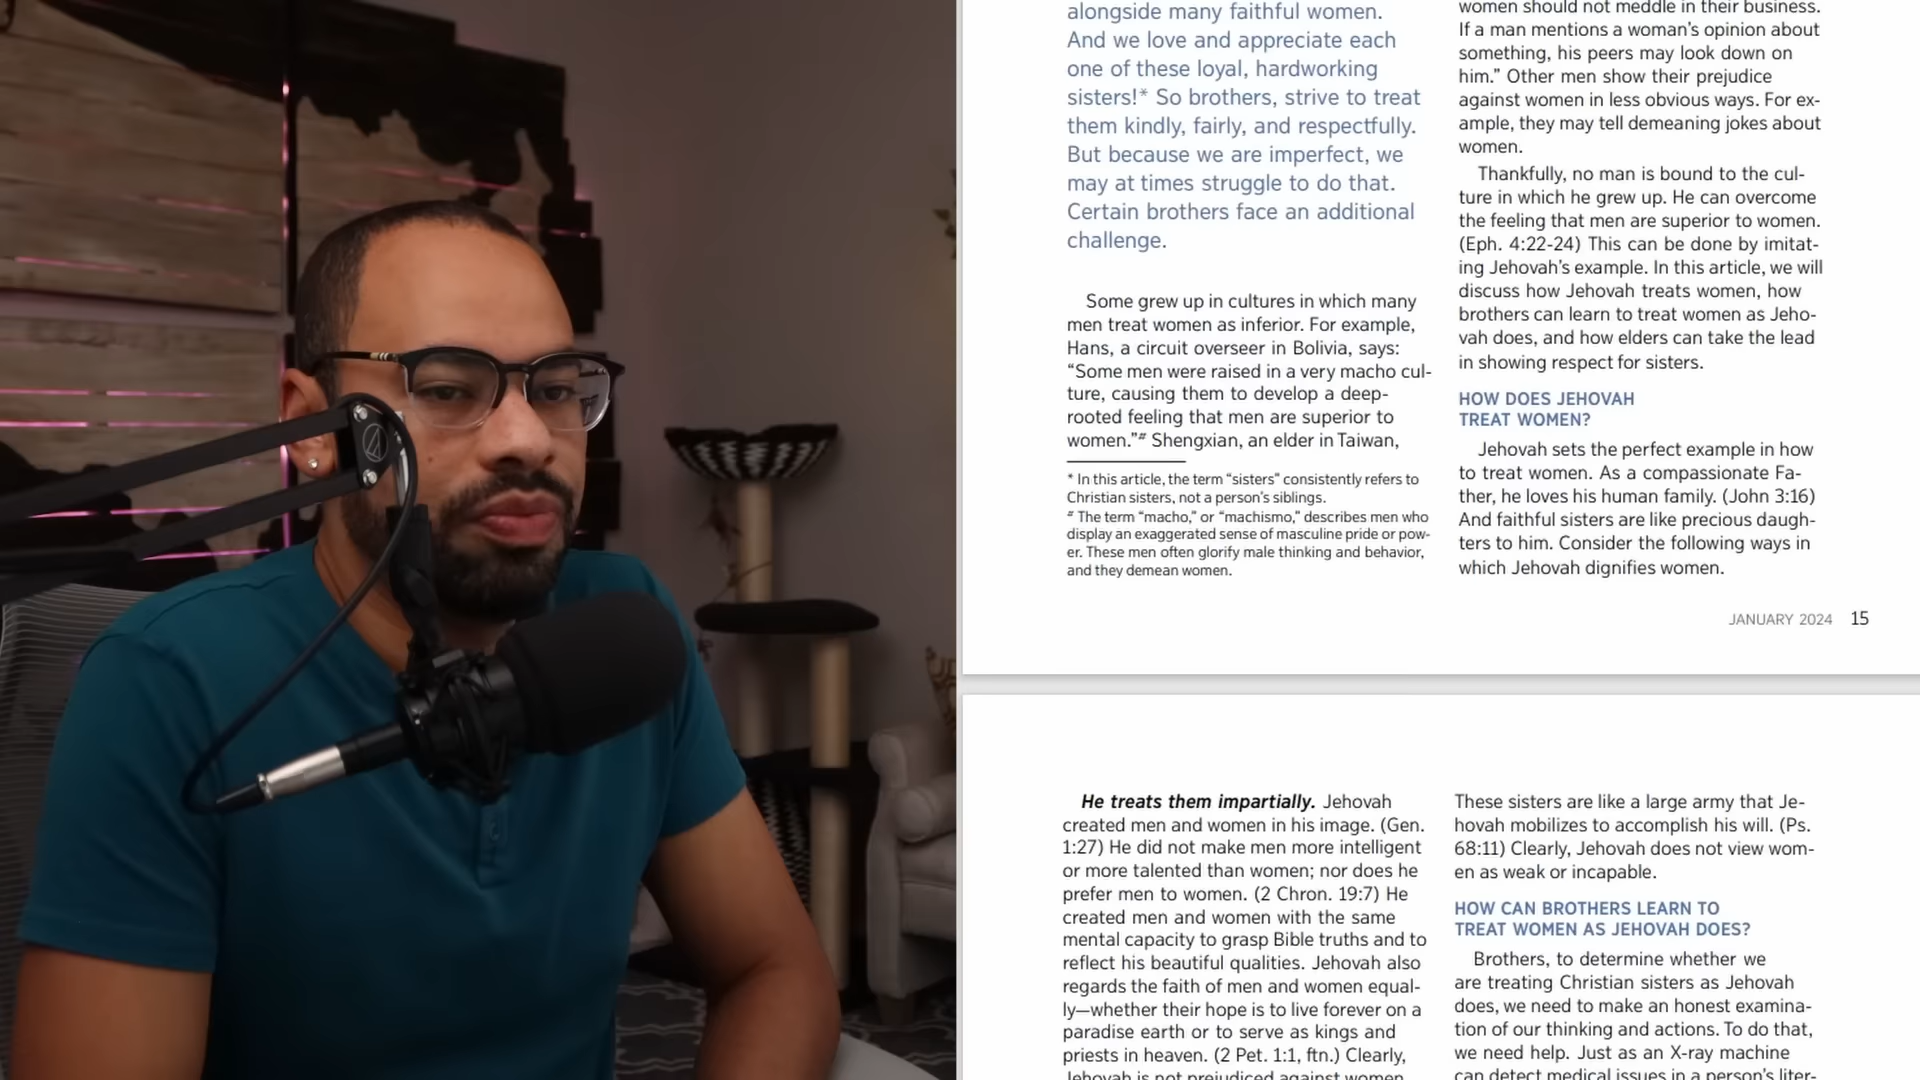 alongside many faithful women.
And we love and appreciate each
one of these loyal, hardworking
sisters!* So brothers, strive to treat
them kindly, fairly, and respectfully.
But because we are imperfect, we
may at times struggle to do that.
Certain brothers face an additional
challenge.
Some grew up in cultures in which many
men treat women as inferior. For example,
Hans, a circuit overseer in Bolivia, says:
“Some men were raised in a very macho cul-
ture, causing them to develop a deep-
rooted feeling that men are superior to
women.”# Shengxian, an elder in Taiwan,
* In this article, the term “sisters” consistently refers to
Christian sisters, not a person’s siblings.
# The term “macho,” or “machismo,” describes men who
display an exaggerated sense of masculine pride or pow-
er. These men often glorify male thinking and behavior,
and they demean women.
women should not meddle in their business.
If a man mentions a woman’s opinion about
something, his peers may look down on
him.” Other men show their prejudice
against women in less obvious ways. For ex-
ample, they may tell demeaning jokes about
women.
Thankfully, no man is bound to the cul-
ture in which he grew up. He can overcome
the feeling that men are superior to women.
(Eph. 4:22-24) This can be done by imitat-
ing Jehovah’s example. In this article, we will
discuss how Jehovah treats women, how
brothers can learn to treat women as Jeho-
vah does, and how elders can take the lead
in showing respect for sisters.
HOW DOES JEHOVAH
TREAT WOMEN?
Jehovah sets the perfect example in how
to treat women. As a compassionate Fa-
ther, he loves his human family. (John 3:16)
And faithful sisters are like precious daugh-
ters to him. Consider the following ways in
which Jehovah dignifies women.
JANUARY 2024 15
He treats them impartially. Jehovah
created men and women in his image. (Gen.
1:27) He did not make men more intelligent
or more talented than women; nor does he
prefer men to women. (2 Chron. 19:7) He
created men and women with the same
mental capacity to grasp Bible truths and to
reflect his beautiful qualities. Jehovah also
regards the faith of men and women equal-
ly—whether their hope is to live forever on a
paradise earth or to serve as kings and
priests in heaven. (2 Pet. 1:1, ftn.) Clearly,
Jehovah is not prejudiced against women.
These sisters are like a large army that Je-
hovah mobilizes to accomplish his will. (Ps.
68:11) Clearly, Jehovah does not view wom-
en as weak or incapable.
HOW CAN BROTHERS LEARN TO
TREAT WOMEN AS JEHOVAH DOES?
Brothers, to determine whether we
are treating Christian sisters as Jehovah
does, we need to make an honest examina-
tion of our thinking and actions. To do that,
we need help. Just as an X-ray machine
can detect medical issues in a person’s liter-